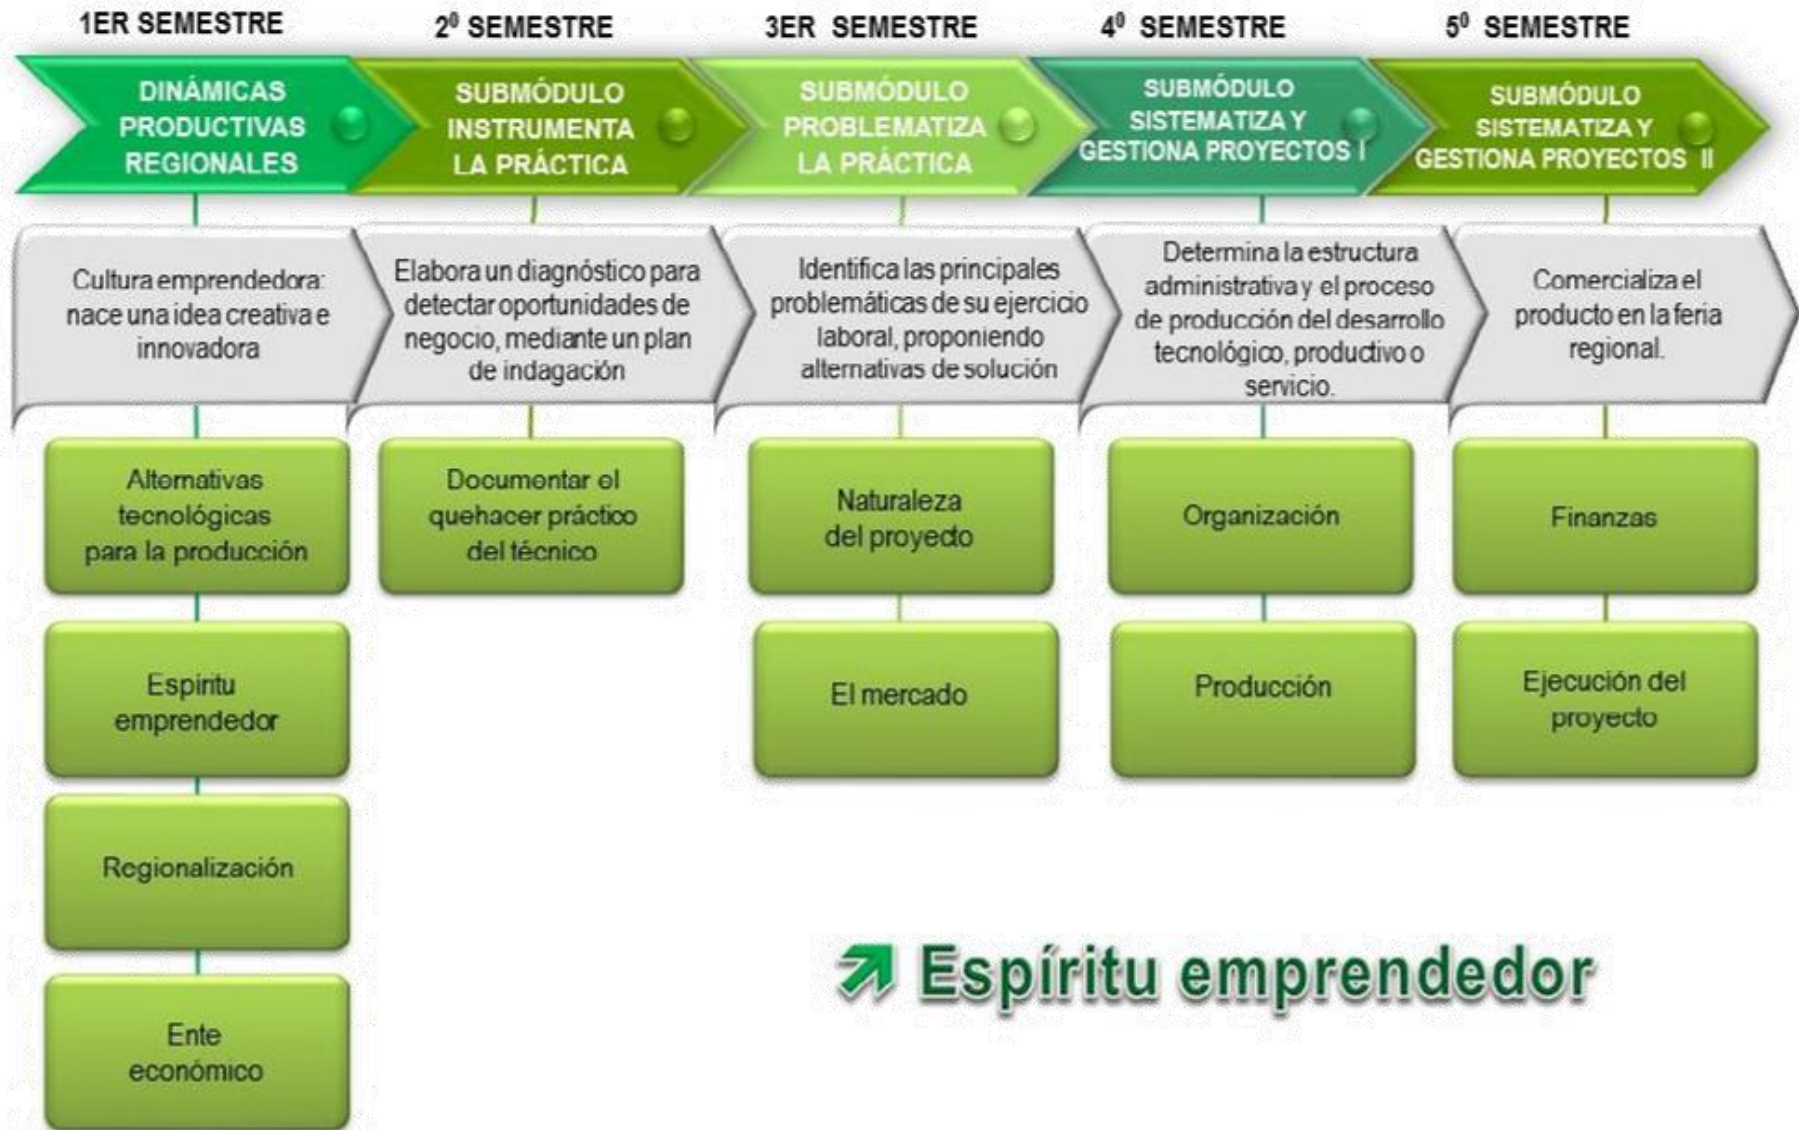 1ER SEMESTRE
2⁰ SEMESTRE
3ER SEMESTRE
4⁰ SEMESTRE
5⁰ SEMESTRE
DINÁMICAS
PRODUCTIVAS
REGIONALES
SUBMÓDULO
INSTRUMENTA
LA PRÁCTICA
SUBMÓDULO
PROBLEMATIZA
LA PRÁCTICA
SUBMÓDULO
SISTEMATIZA Y
GESTIONA PROYECTOS I
SUBMÓDULO
SISTEMATIZA Y
GESTIONA PROYECTOS II
Cultura emprendedora:
nace una idea creativa e
innovadora
Elabora un diagnóstico para
detectar oportunidades de
negocio, mediante un plan
de indagación
Identifica las principales
problemáticas de su ejercicio
laboral, proponiendo
alternativas de solución
Determina la estructura
administrativa y el proceso
de producción del desarrollo
tecnológico, productivo o
servicio.
Comercializa el
producto en la feria
regional.
Alternativas
tecnológicas
para la producción
Documentar el
quehacer práctico
del técnico
Naturaleza
del proyecto
Organización
Finanzas
Espiritu
emprendedor
El mercado
Producción
Ejecución del
proyecto
Regionalización
Ente
económico
Espíritu emprendedor